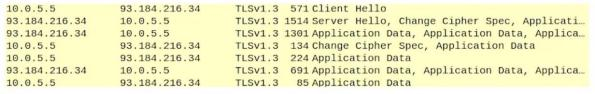 10.0.5.5 93.184.216.34 TLSv1.3 571 Client Hello
93.184.216.34 10.0.5.5 TLSv1.3 1514 Server Hello, Change Cipher Spec, Applicati…
93.184.216.34 10.0.5.5 TLSv1.3 1301 Application Data, Application Data, Applica…
10.0.5.5 93.184.216.34 TLSv1.3 134 Change Cipher Spec, Application Data
10.0.5.5 93.184.216.34 TLSv1.3 224 Application Data
93.184.216.34 10.0.5.5 TLSv1.3 691 Application Data, Application Data, Applica…
10.0.5.5 93.184.216.34 TLSv1.3 85 Application Data